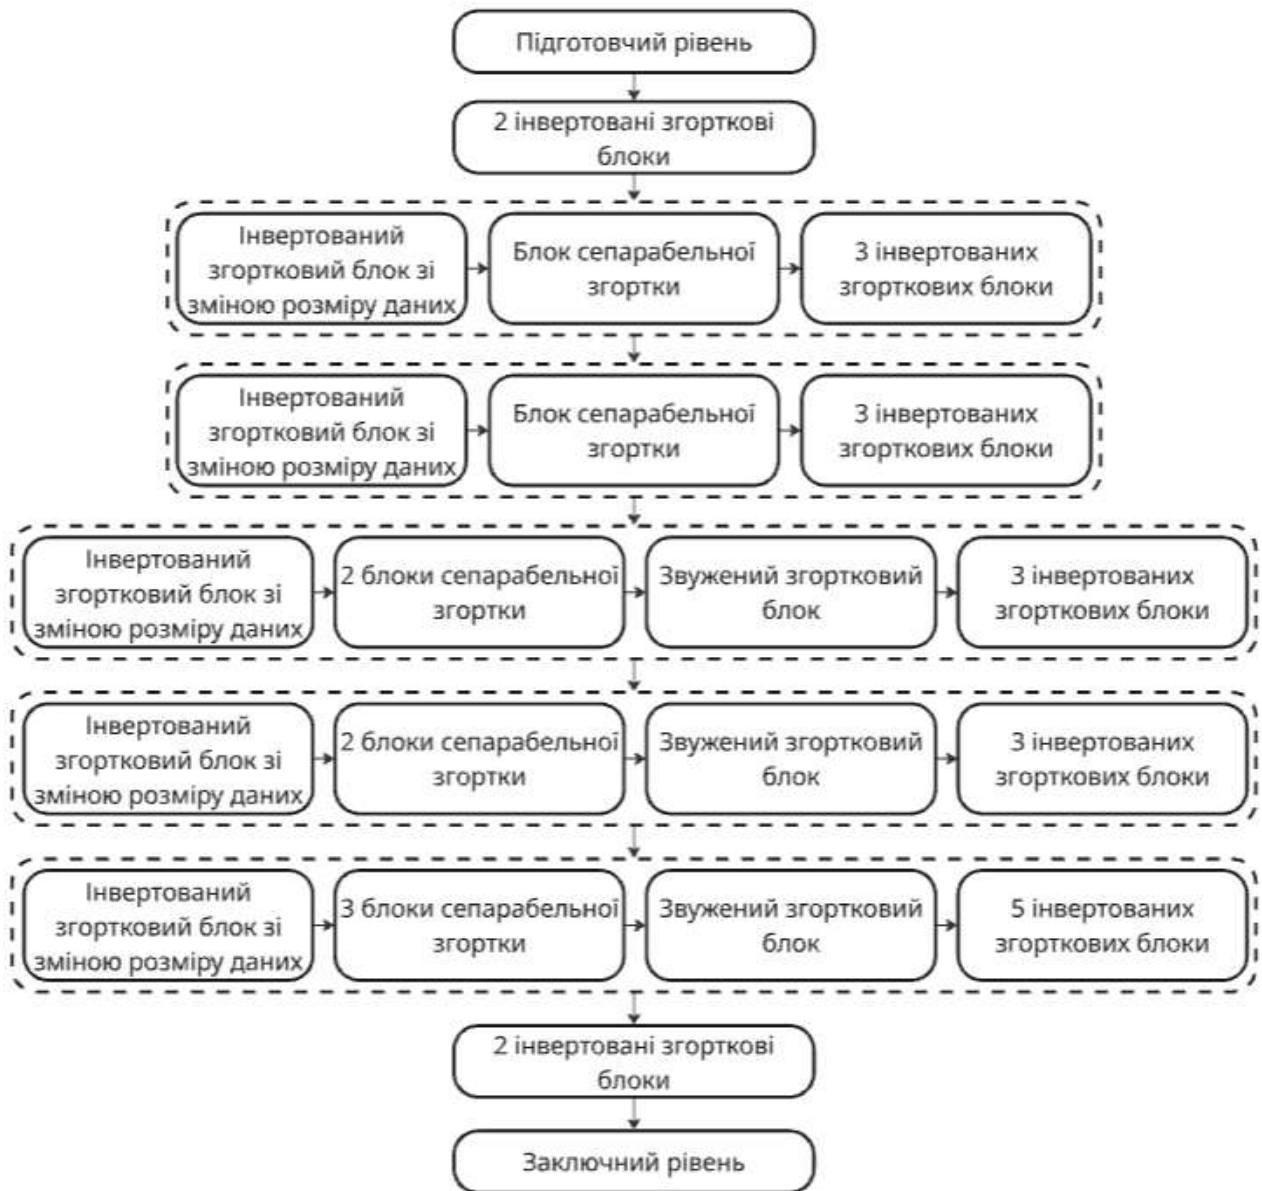 Підготовчий рівень
2 інвертовані згорткові
блоки
Інвертований
згортковий блок зі
зміною розміру даних
Блок сепарабельної
згортки
3 інвертованих
згорткових блоки
Інвертований
згортковий блок зі
зміною розміру даних
Блок сепарабельної
згортки
3 інвертованих
згорткових блоки
Інвертований
згортковий блок зі
зміною розміру даних
2 блоки сепарабельної
згортки
Звужений згортковий
блок
3 інвертованих
згорткових блоки
Інвертований
згортковий блок зі
зміною розміру даних
2 блоки сепарабельної
згортки
Звужений згортковий
блок
3 інвертованих
згорткових блоки
Інвертований
згортковий блок зі
зміною розміру даних
3 блоки сепарабельної
згортки
Звужений згортковий
блок
5 інвертованих
згорткових блоки
2 інвертовані згорткові
блоки
Заключний рівень